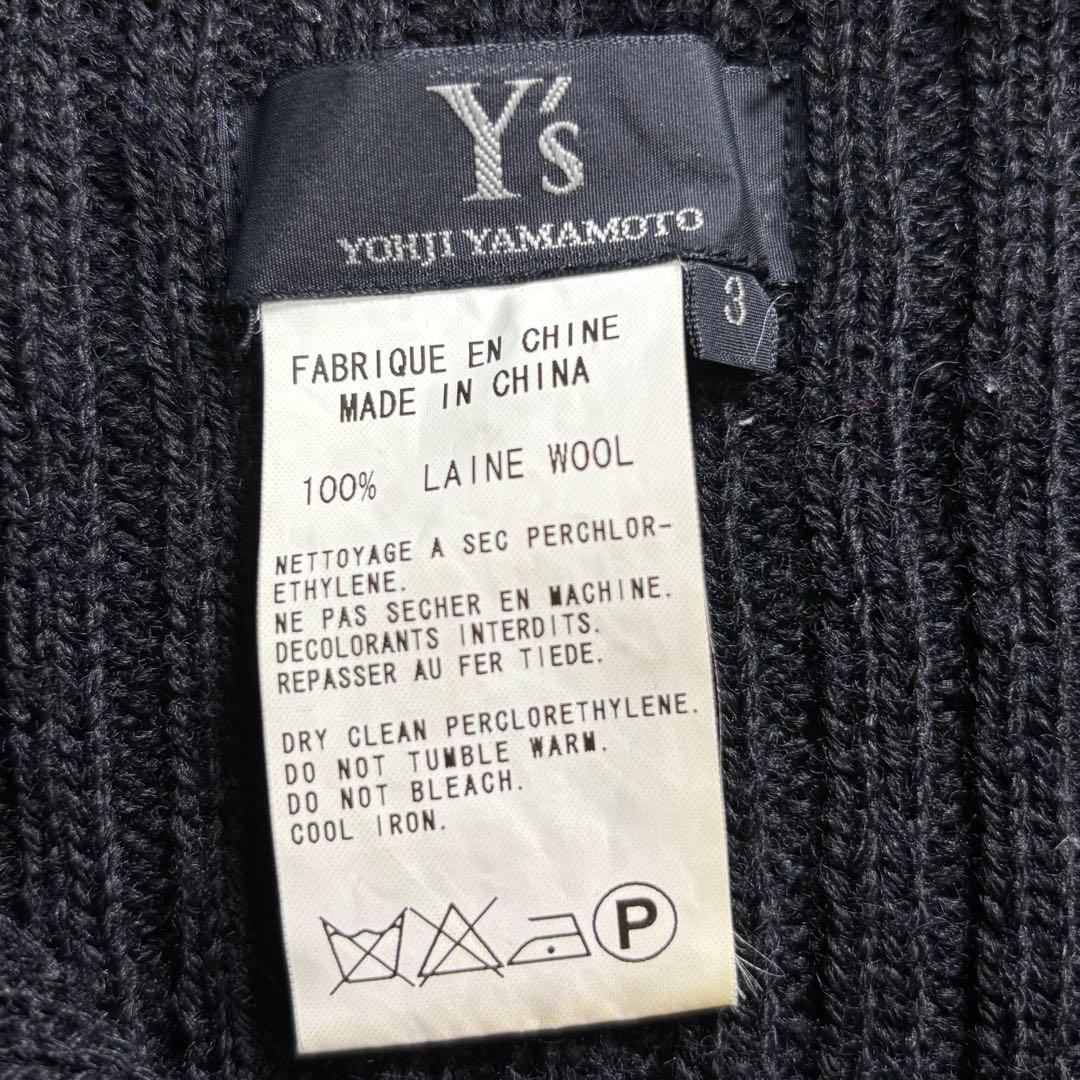 Y's
YOHJI YAMAMOTO
3
FABRIQUE EN CHINE
MADE IN CHINA
100% LAINE WOOL
NETTOYAGE A SEC PERCHLOR-
ETHYLENE.
NE PAS SECHER EN MACHINE.
DECOLORANTS INTERDITS.
REPASSER AU FER TIEDE.
DRY CLEAN PERCLORETHYLENE.
DO NOT TUMBLE WARM.
DO NOT BLEACH.
COOL IRON.
P